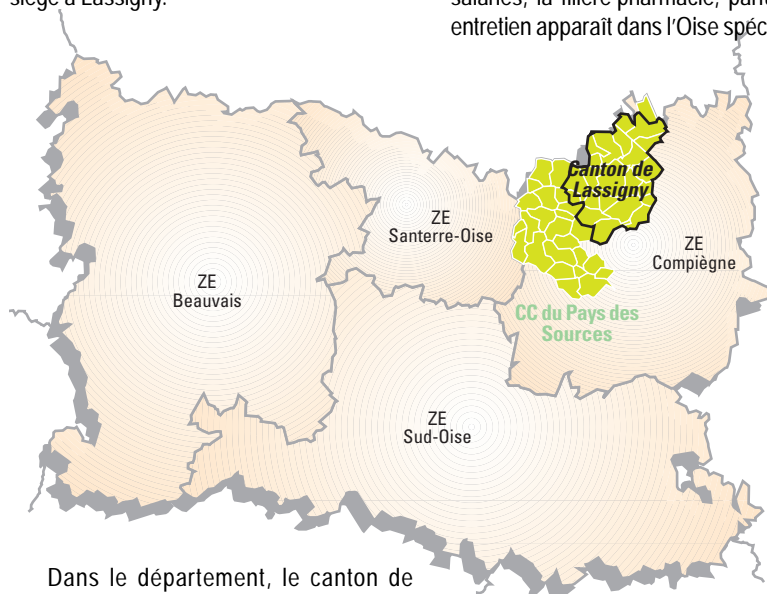 siège à Lassigny.
salariés, la filière pharmacie, parfu
entretien apparaît dans l'Oise spéc
Canton de
Lassigny
ZE
Santerre-Oise
ZE
Compiègne
ZE
Beauvais
CC du Pays des
Sources
ZE
Sud-Oise
Dans le département, le canton de